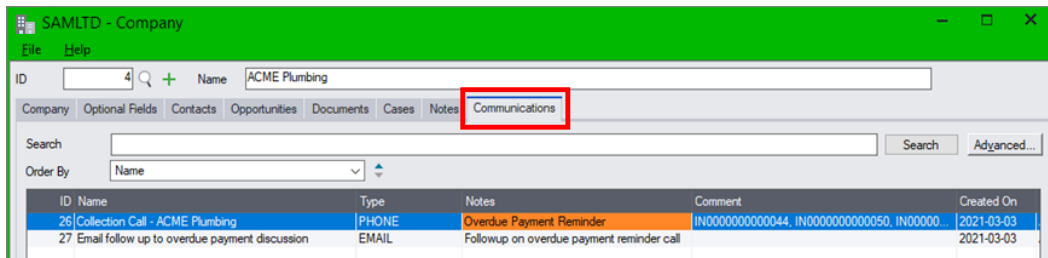 SAMLTD - Company
File Help
ID 4 Name ACME Plumbing
Company Optional Fields Contacts Opportunities Documents Cases Notes Communications
Search Search Advanced...
Order By Name
ID Name Type Notes Comment Created On
26 Collection Call - ACME Plumbing PHONE Overdue Payment Reminder IN0000000000044, IN0000000000050, IN00000... 2021-03-03
27 Email follow up to overdue payment discussion EMAIL Followup on overdue payment reminder call 2021-03-03